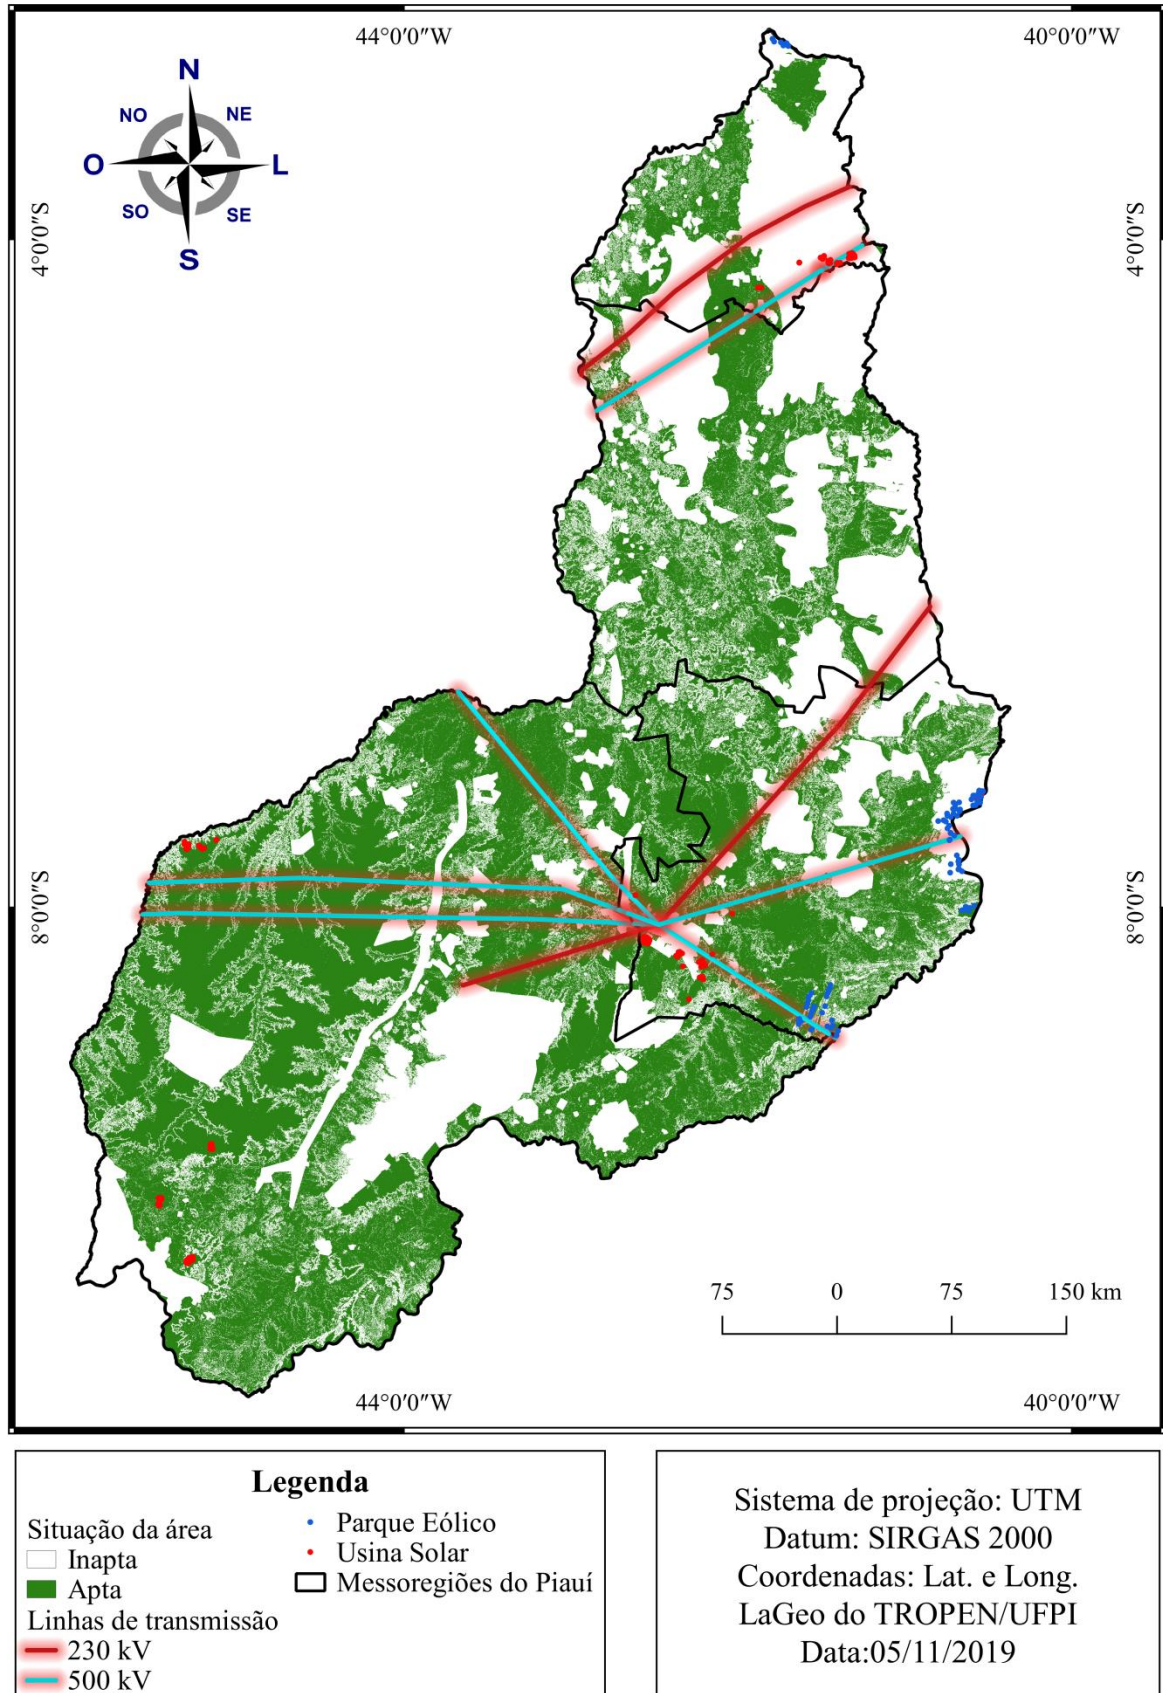 44°0′0″W
40°0′0″W
N
NO
NE
O
L
SO
SE
S
4°0′0″S
4°0′0″S
8°0′0″S
8°0′0″S
75
0
75
150 km
44°0′0″W
40°0′0″W
Legenda
Situação da área
Inapta
Apta
Linhas de transmissão
230 kV
500 kV
Parque Eólico
Usina Solar
Messoregiões do Piauí
Sistema de projeção: UTM
Datum: SIRGAS 2000
Coordenadas: Lat. e Long.
LaGeo do TROPEN/UFPI
Data:05/11/2019